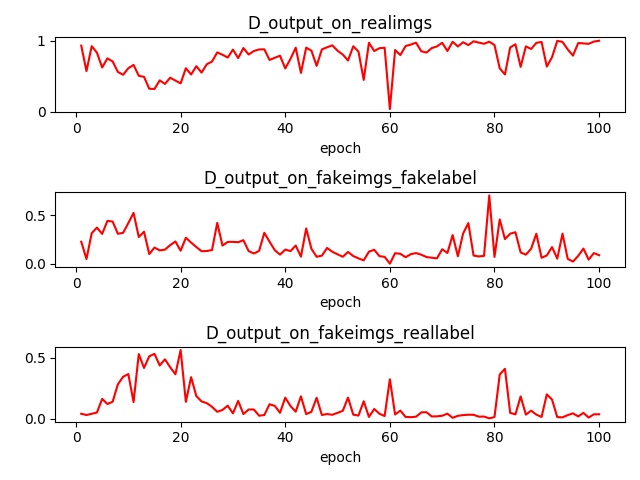 D_output_on_realimgs
1
0
0 20 40 60 80 100
epoch
D_output_on_fakeimgs_fakelabel
0.5
0.0
0 20 40 60 80 100
epoch
D_output_on_fakeimgs_reallabel
0.5
0.0
0 20 40 60 80 100
epoch